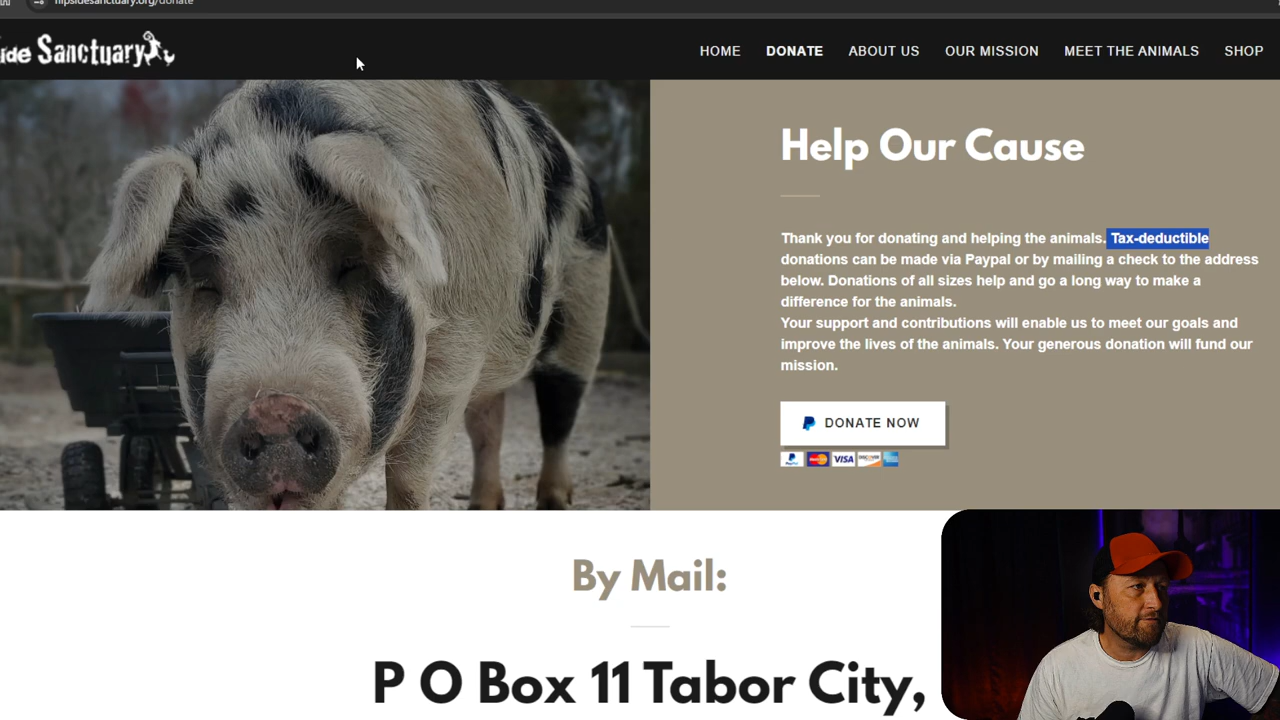 flipsidesanctuary.org/donate
ide Sanctuary
HOME DONATE ABOUT US OUR MISSION MEET THE ANIMALS SHOP
Help Our Cause
Thank you for donating and helping the animals. Tax-deductible
donations can be made via Paypal or by mailing a check to the address
below. Donations of all sizes help and go a long way to make a
difference for the animals.
Your support and contributions will enable us to meet our goals and
improve the lives of the animals. Your generous donation will fund our
mission.
DONATE NOW
VISA
By Mail:
P O Box 11 Tabor City,